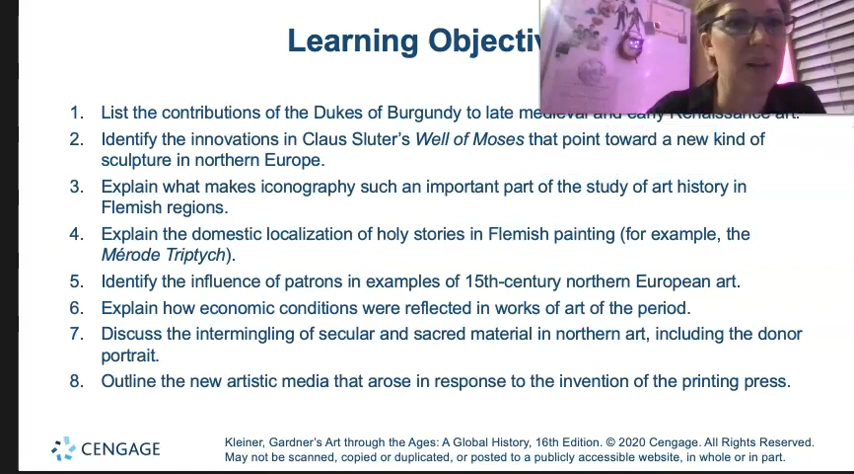 Learning Objecti
1. List the contributions of the Dukes of Burgundy to late medieval and early Renaissance art.
2. Identify the innovations in Claus Sluter's Well of Moses that point toward a new kind of
sculpture in northern Europe.
3. Explain what makes iconography such an important part of the study of art history in
Flemish regions.
4. Explain the domestic localization of holy stories in Flemish painting (for example, the
Mérode Triptych).
5. Identify the influence of patrons in examples of 15th-century northern European art.
6. Explain how economic conditions were reflected in works of art of the period.
7. Discuss the intermingling of secular and sacred material in northern art, including the donor
portrait.
8. Outline the new artistic media that arose in response to the invention of the printing press.
CENGAGE
Kleiner, Gardner's Art through the Ages: A Global History, 16th Edition. © 2020 Cengage. All Rights Reserved.
May not be scanned, copied or duplicated, or posted to a publicly accessible website, in whole or in part.